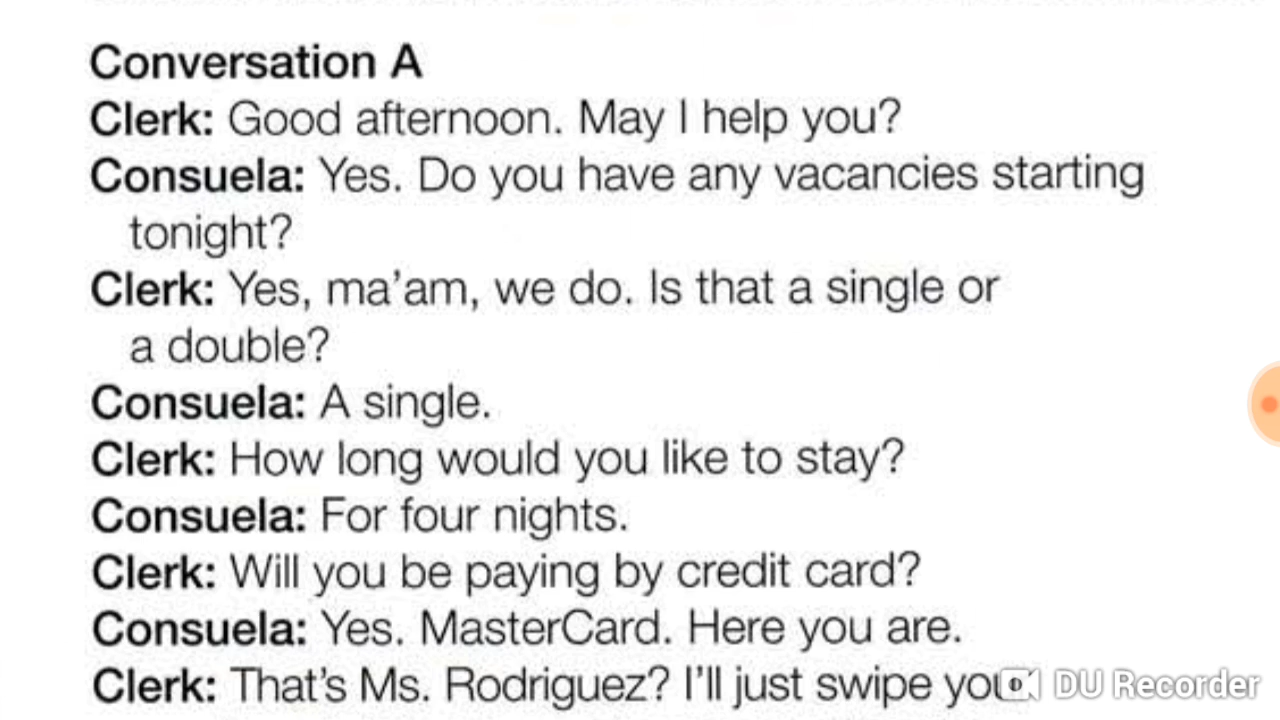 Conversation A
Clerk: Good afternoon. May I help you?
Consuela: Yes. Do you have any vacancies starting
tonight?
Clerk: Yes, ma'am, we do. Is that a single or
a double?
Consuela: A single.
Clerk: How long would you like to stay?
Consuela: For four nights.
Clerk: Will you be paying by credit card?
Consuela: Yes. MasterCard. Here you are.
Clerk: That's Ms. Rodriguez? I'll just swipe
DU Recorder